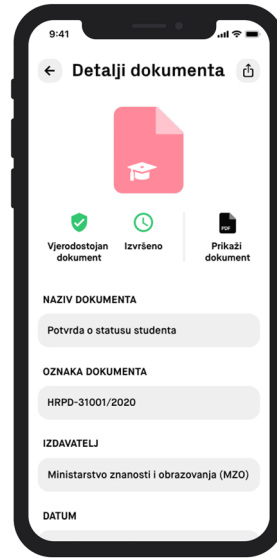 9:41
Detalji dokumenta
PDF
Vjerodostojan
dokument
Izvršeno
Prikaži
dokument
NAZIV DOKUMENTA
Potvrda o statusu studenta
OZNAKA DOKUMENTA
HRPD-31001/2020
IZDAVATELJ
Ministarstvo znanosti i obrazovanja (MZO)
DATUM